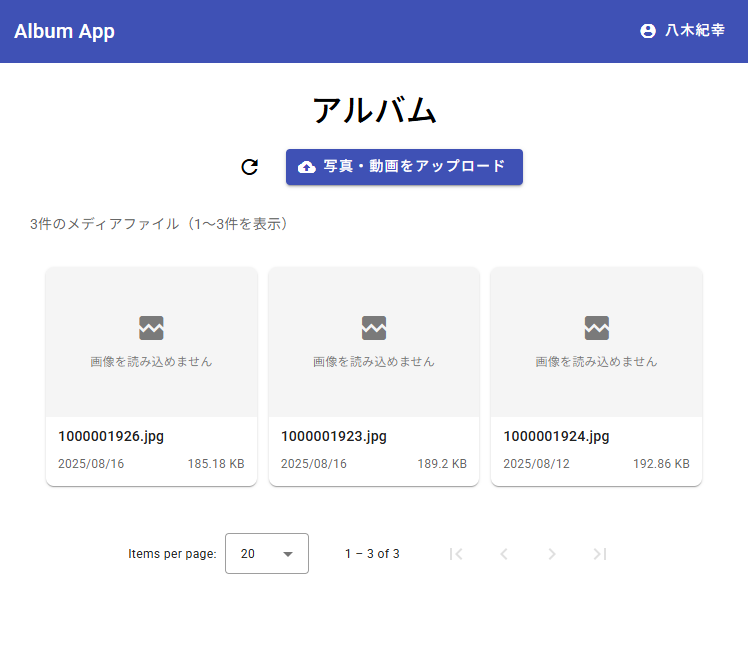 Album App
八木紀幸
アルバム
写真・動画をアップロード
3件のメディアファイル（1～3件を表示）
画像を読み込めません
画像を読み込めません
画像を読み込めません
1000001926.jpg
2025/08/16
185.18 KB
1000001923.jpg
2025/08/16
189.2 KB
1000001924.jpg
2025/08/12
192.86 KB
Items per page:
20
1 – 3 of 3